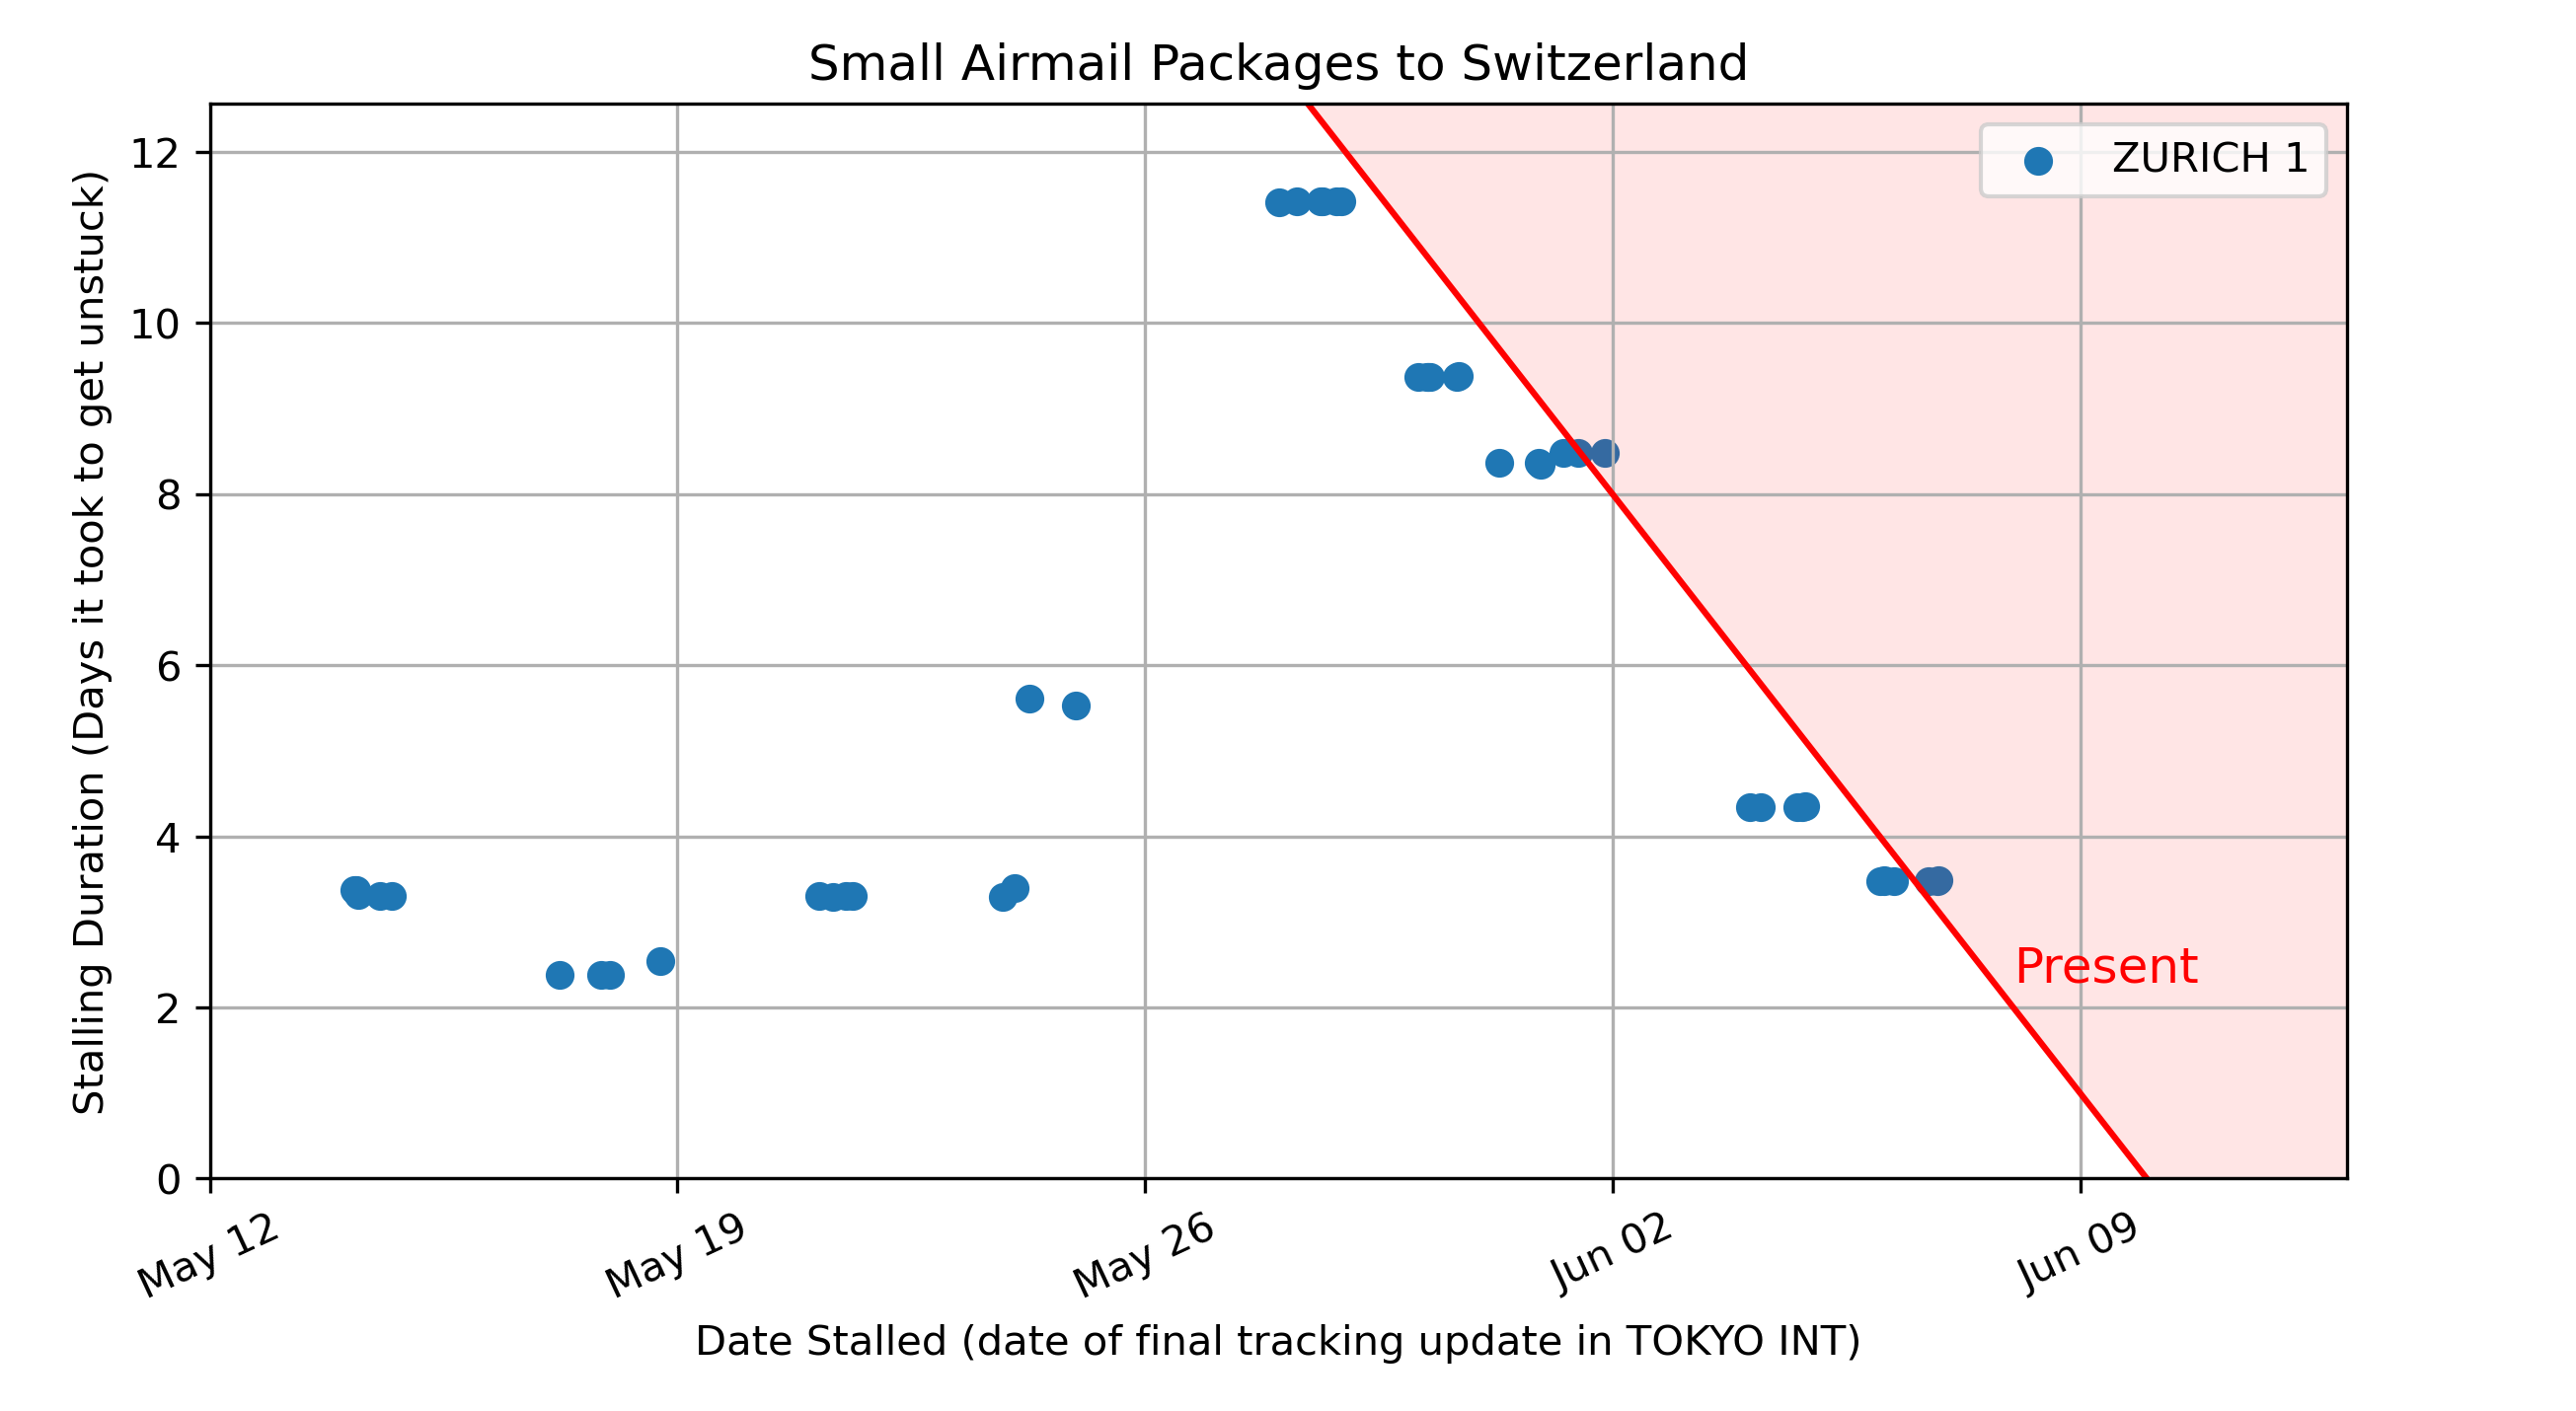 Small Airmail Packages to Switzerland
Stalling Duration (Days it took to get unstuck)
12
10
8
6
4
2
0
ZURICH 1
Present
May 12
May 19
May 26
Jun 02
Jun 09
Date Stalled (date of final tracking update in TOKYO INT)